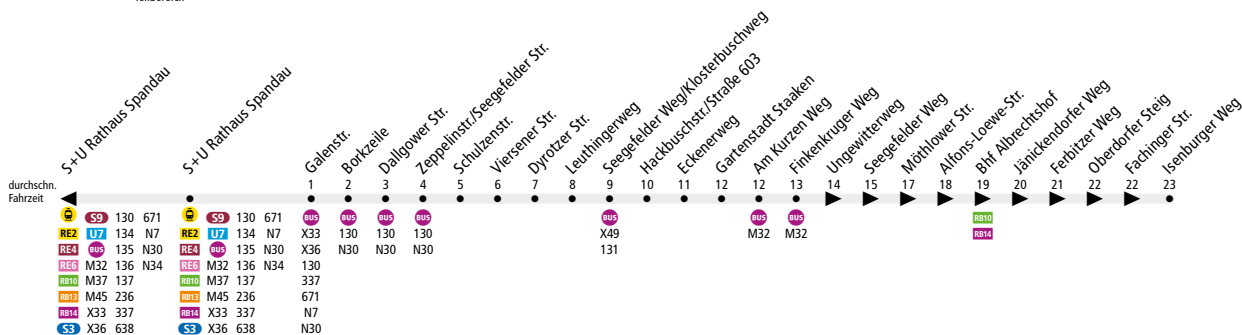 S+U Rathaus Spandau
S+U Rathaus Spandau
Galenstr.
Borkzeile
Dallgower Str.
Zeppelinstr./Seegefelder Str.
Schulzenstr.
Viersener Str.
Dyrotzer Str.
Leuthingerweg
Seegefelder Weg/Klosterbuschweg
Hackbuschstr./Straße 603
Eckenerweg
Gartenstadt Staaken
Am Kurzen Weg
Finkenkruger Weg
Ungewitterweg
Seegefelder Weg
Möthlower Str.
Alfons-Loewe-Str.
Bhf Albrechtshof
Jänickendorfer Weg
Ferbitzer Weg
Oberdorfer Steig
Fachinger Str.
Isenburger Weg
durchschn. 1 2 3 4 5 6 7 8 9 10 11 12 12 13 14 15 17 18 19 20 21 22 22 23
Fahrzeit
S9 130 671 S9 130 671 BUS BUS BUS BUS BUS BUS BUS RB10
RE2 U7 134 N7 RE2 U7 134 N7 X33 130 130 130 X49 M32 M32 RB14
RE4 BUS 135 N30 RE4 BUS 135 N30 X36 N30 N30 N30 131
RE6 M32 136 N34 RE6 M32 136 N34 130
RB10 M37 137 RB10 M37 137 337
RB13 M45 236 RB13 M45 236 671
RB14 X33 337 RB14 X33 337 N7
S3 X36 638 S3 X36 638 N30